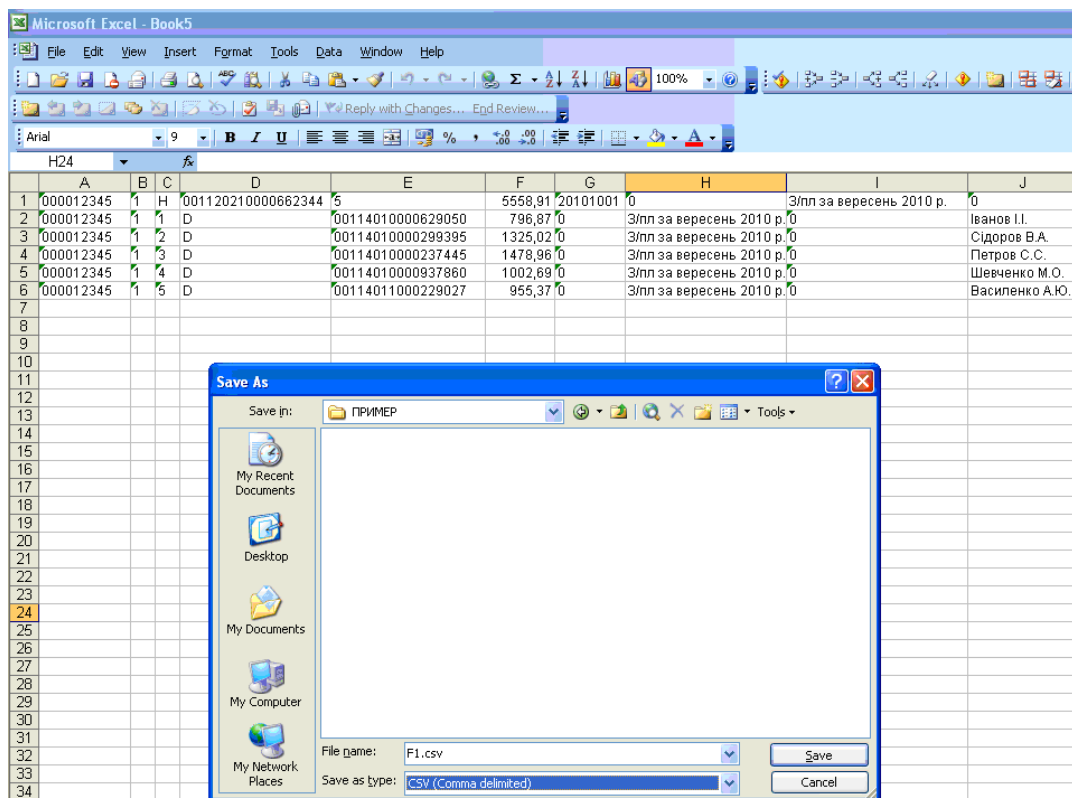 Microsoft Excel - Book5
File Edit View Insert Format Tools Data Window Help
100%
Reply with Changes... End Review...
Arial 9 B I U % , ,0 ,00 ,00 ,0 A
H24 fx
A B C D E F G H I J
1 000012345 1 H 001120210000662344 5 5558,91 20101001 0 З/пл за вересень 2010 р. 0
2 000012345 1 1 D 00114010000629050 796,87 0 З/пл за вересень 2010 р. 0 Іванов І.І.
3 000012345 1 2 D 00114010000299395 1325,02 0 З/пл за вересень 2010 р. 0 Сідоров В.А.
4 000012345 1 3 D 00114010000237445 1478,96 0 З/пл за вересень 2010 р. 0 Петров С.С.
5 000012345 1 4 D 00114010000937860 1002,69 0 З/пл за вересень 2010 р. 0 Шевченко М.О.
6 000012345 1 5 D 00114011000229027 955,37 0 З/пл за вересень 2010 р. 0 Василенко А.Ю.
7
8
9
10
11
12
13
14
15
16
17
18
19
20
21
22
23
24
25
26
27
28
29
30
31
32
33
34
Save As
Save in: ПРИМЕР Tools
My Recent
Documents
Desktop
My Documents
My Computer
My Network
Places
File name: F1.csv Save
Save as type: CSV (Comma delimited) Cancel